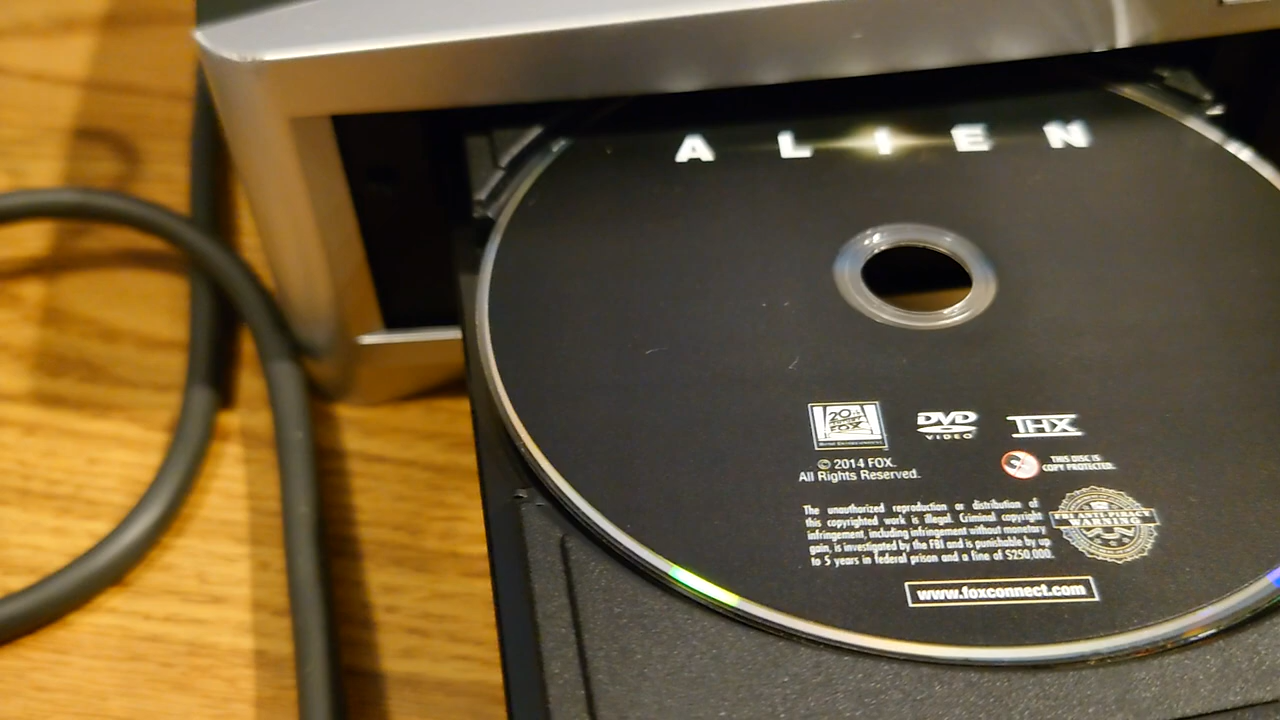 ALIEN
20th
CENTURY
FOX
HOME ENTERTAINMENT
DVD
VIDEO
THX
© 2014 FOX.
All Rights Reserved.
THIS DISC IS
COPY PROTECTED.
The unauthorized reproduction or distribution of
this copyrighted work is illegal. Criminal copyright
infringement, including infringement without monetary
gain, is investigated by the FBI and is punishable by up
to 5 years in federal prison and a fine of $250,000.
FBI ANTI-PIRACY
WARNING
www.foxconnect.com